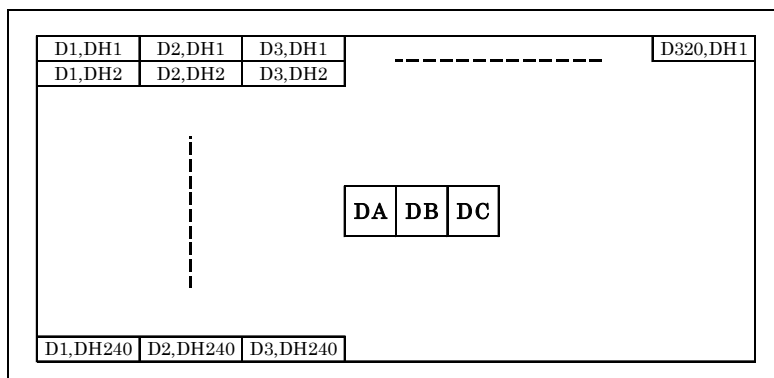 D1,DH1 D2,DH1 D3,DH1 D320,DH1
D1,DH2 D2,DH2 D3,DH2
DA DB DC
D1,DH240 D2,DH240 D3,DH240